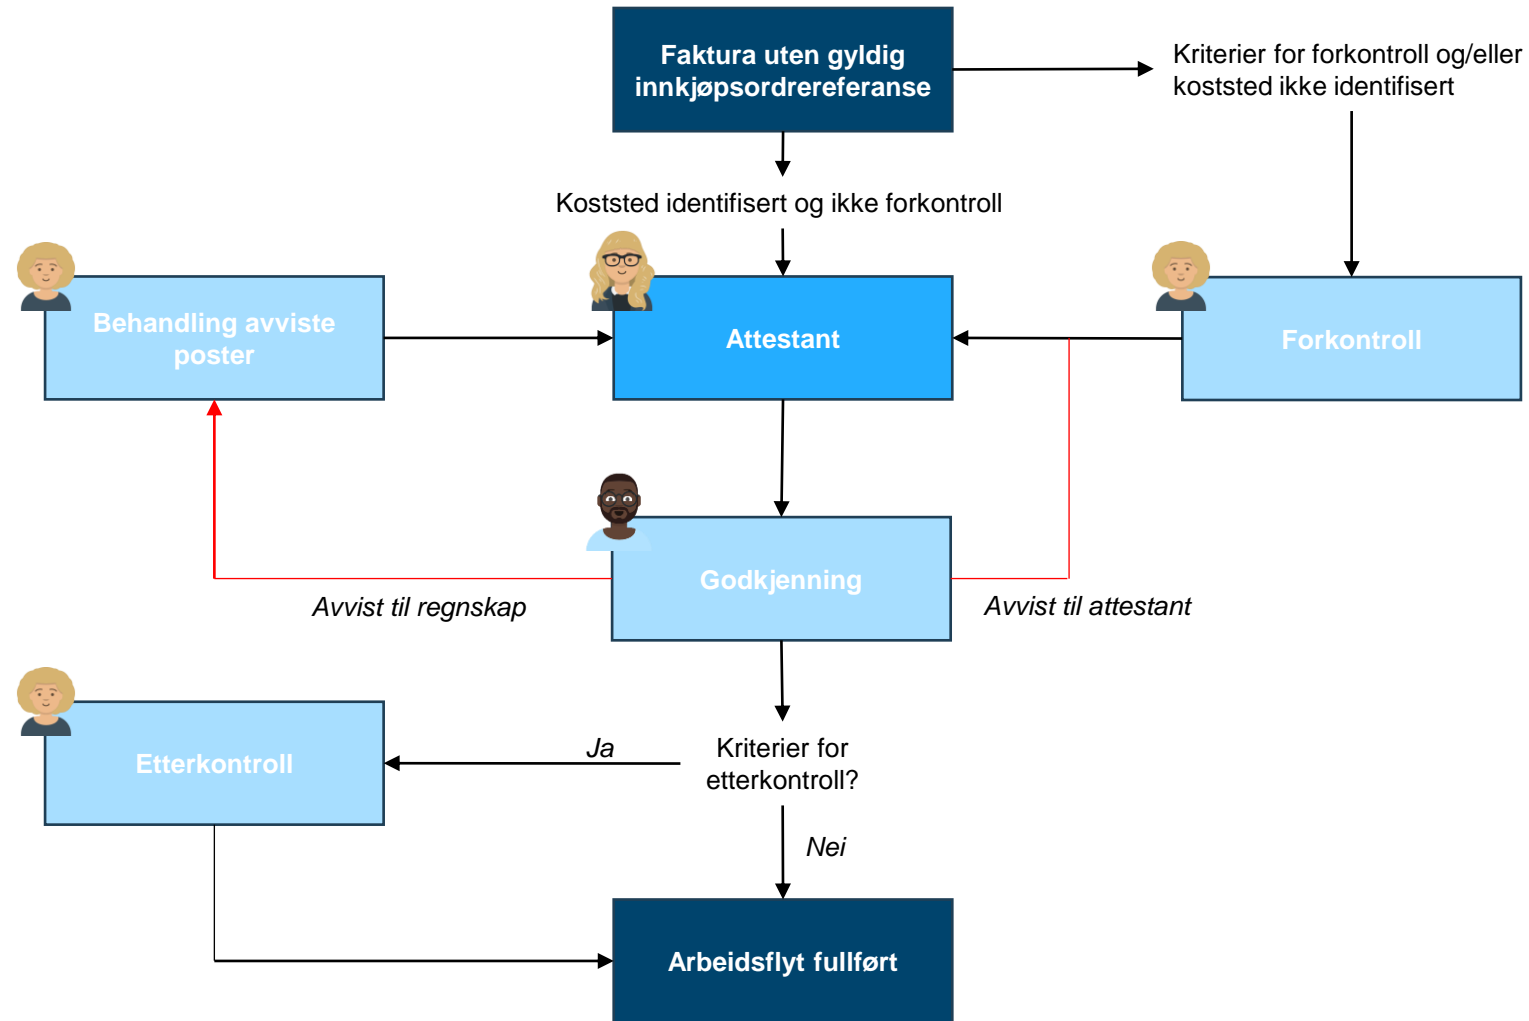 Faktura uten gyldig
innkjøpsordrereferanse
Kriterier for forkontroll og/eller
koststed ikke identifisert
Koststed identifisert og ikke forkontroll
Behandling avviste
poster
Attestant
Forkontroll
Godkjenning
Avvist til regnskap
Avvist til attestant
Etterkontroll
Ja
Kriterier for
etterkontroll?
Nei
Arbeidsflyt fullført